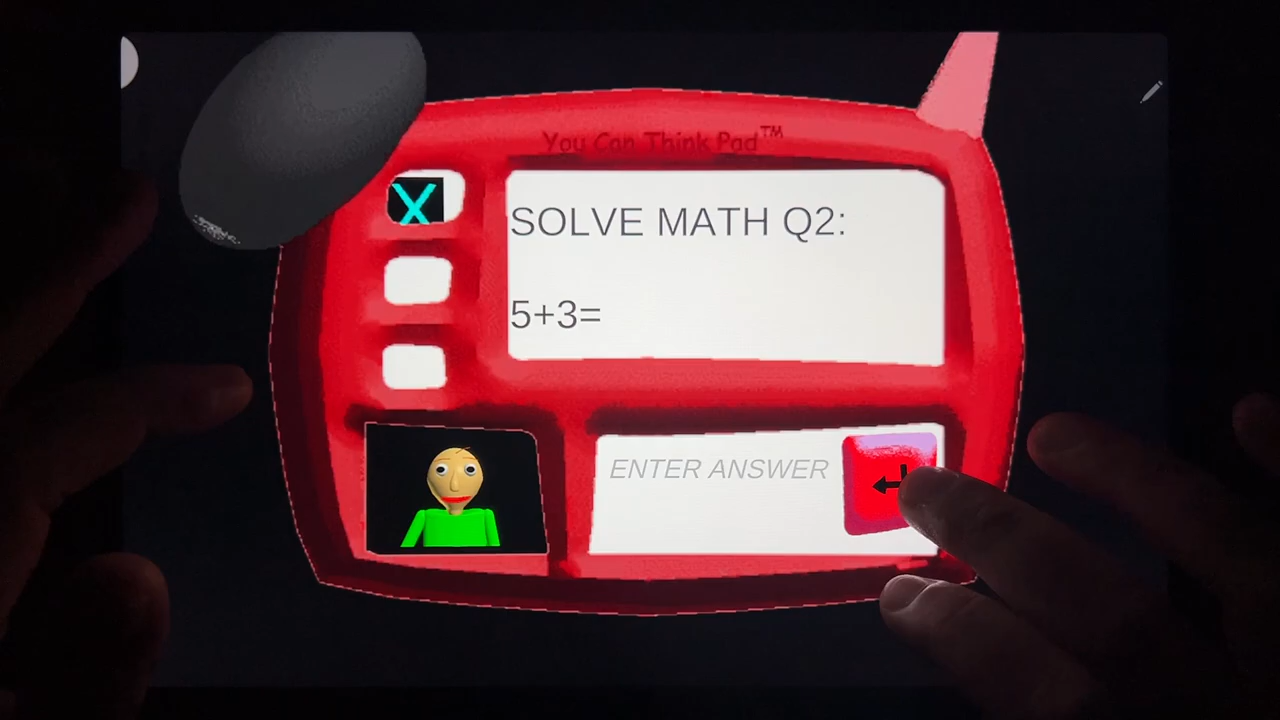 You Can Think Pad™
X
SOLVE MATH Q2:
5+3=
ENTER ANSWER